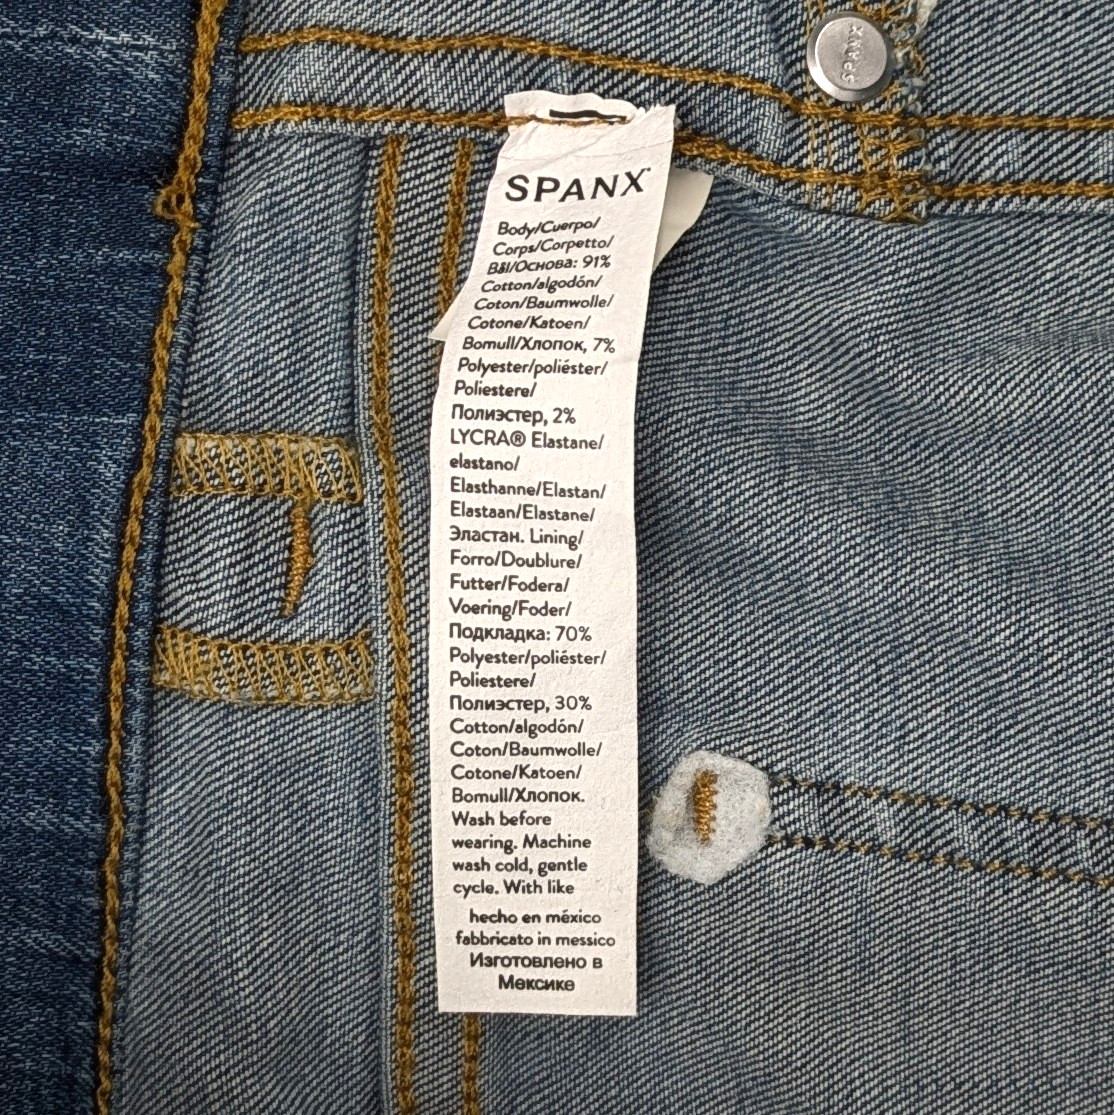 SPANX
SPANX
Body/Cuerpo/
Corps/Corpetto/
Bål/Основа: 91%
Cotton/algodón/
Coton/Baumwolle/
Cotone/Katoen/
Bomull/Хлопок, 7%
Polyester/poliéster/
Poliestere/
Полиэстер, 2%
LYCRA® Elastane/
elastano/
Elasthanne/Elastan/
Elastaan/Elastane/
Эластан. Lining/
Forro/Doublure/
Futter/Fodera/
Voering/Foder/
Подкладка: 70%
Polyester/poliéster/
Poliestere/
Полиэстер, 30%
Cotton/algodón/
Coton/Baumwolle/
Cotone/Katoen/
Bomull/Хлопок.
Wash before
wearing. Machine
wash cold, gentle
cycle. With like
hecho en méxico
fabbricato in messico
Изготовлено в
Мексике